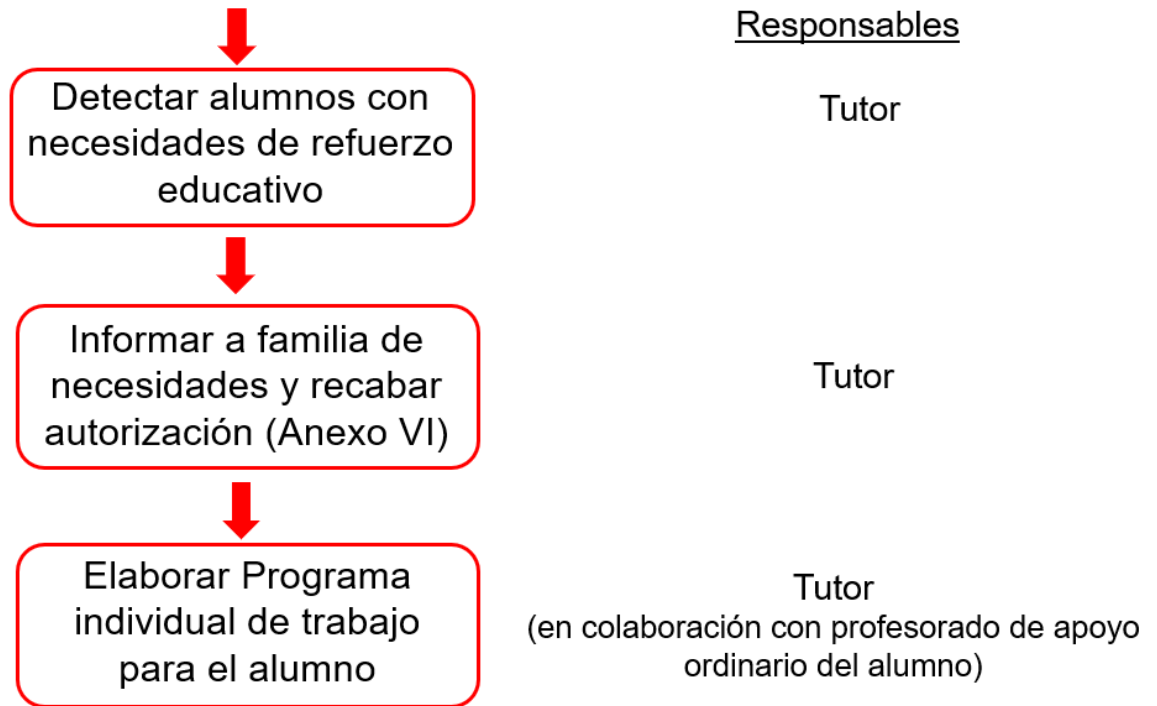 Responsables
Detectar alumnos con
necesidades de refuerzo
educativo
Tutor
Informar a familia de
necesidades y recabar
autorización (Anexo VI)
Tutor
Elaborar Programa
individual de trabajo
para el alumno
Tutor
(en colaboración con profesorado de apoyo
ordinario del alumno)